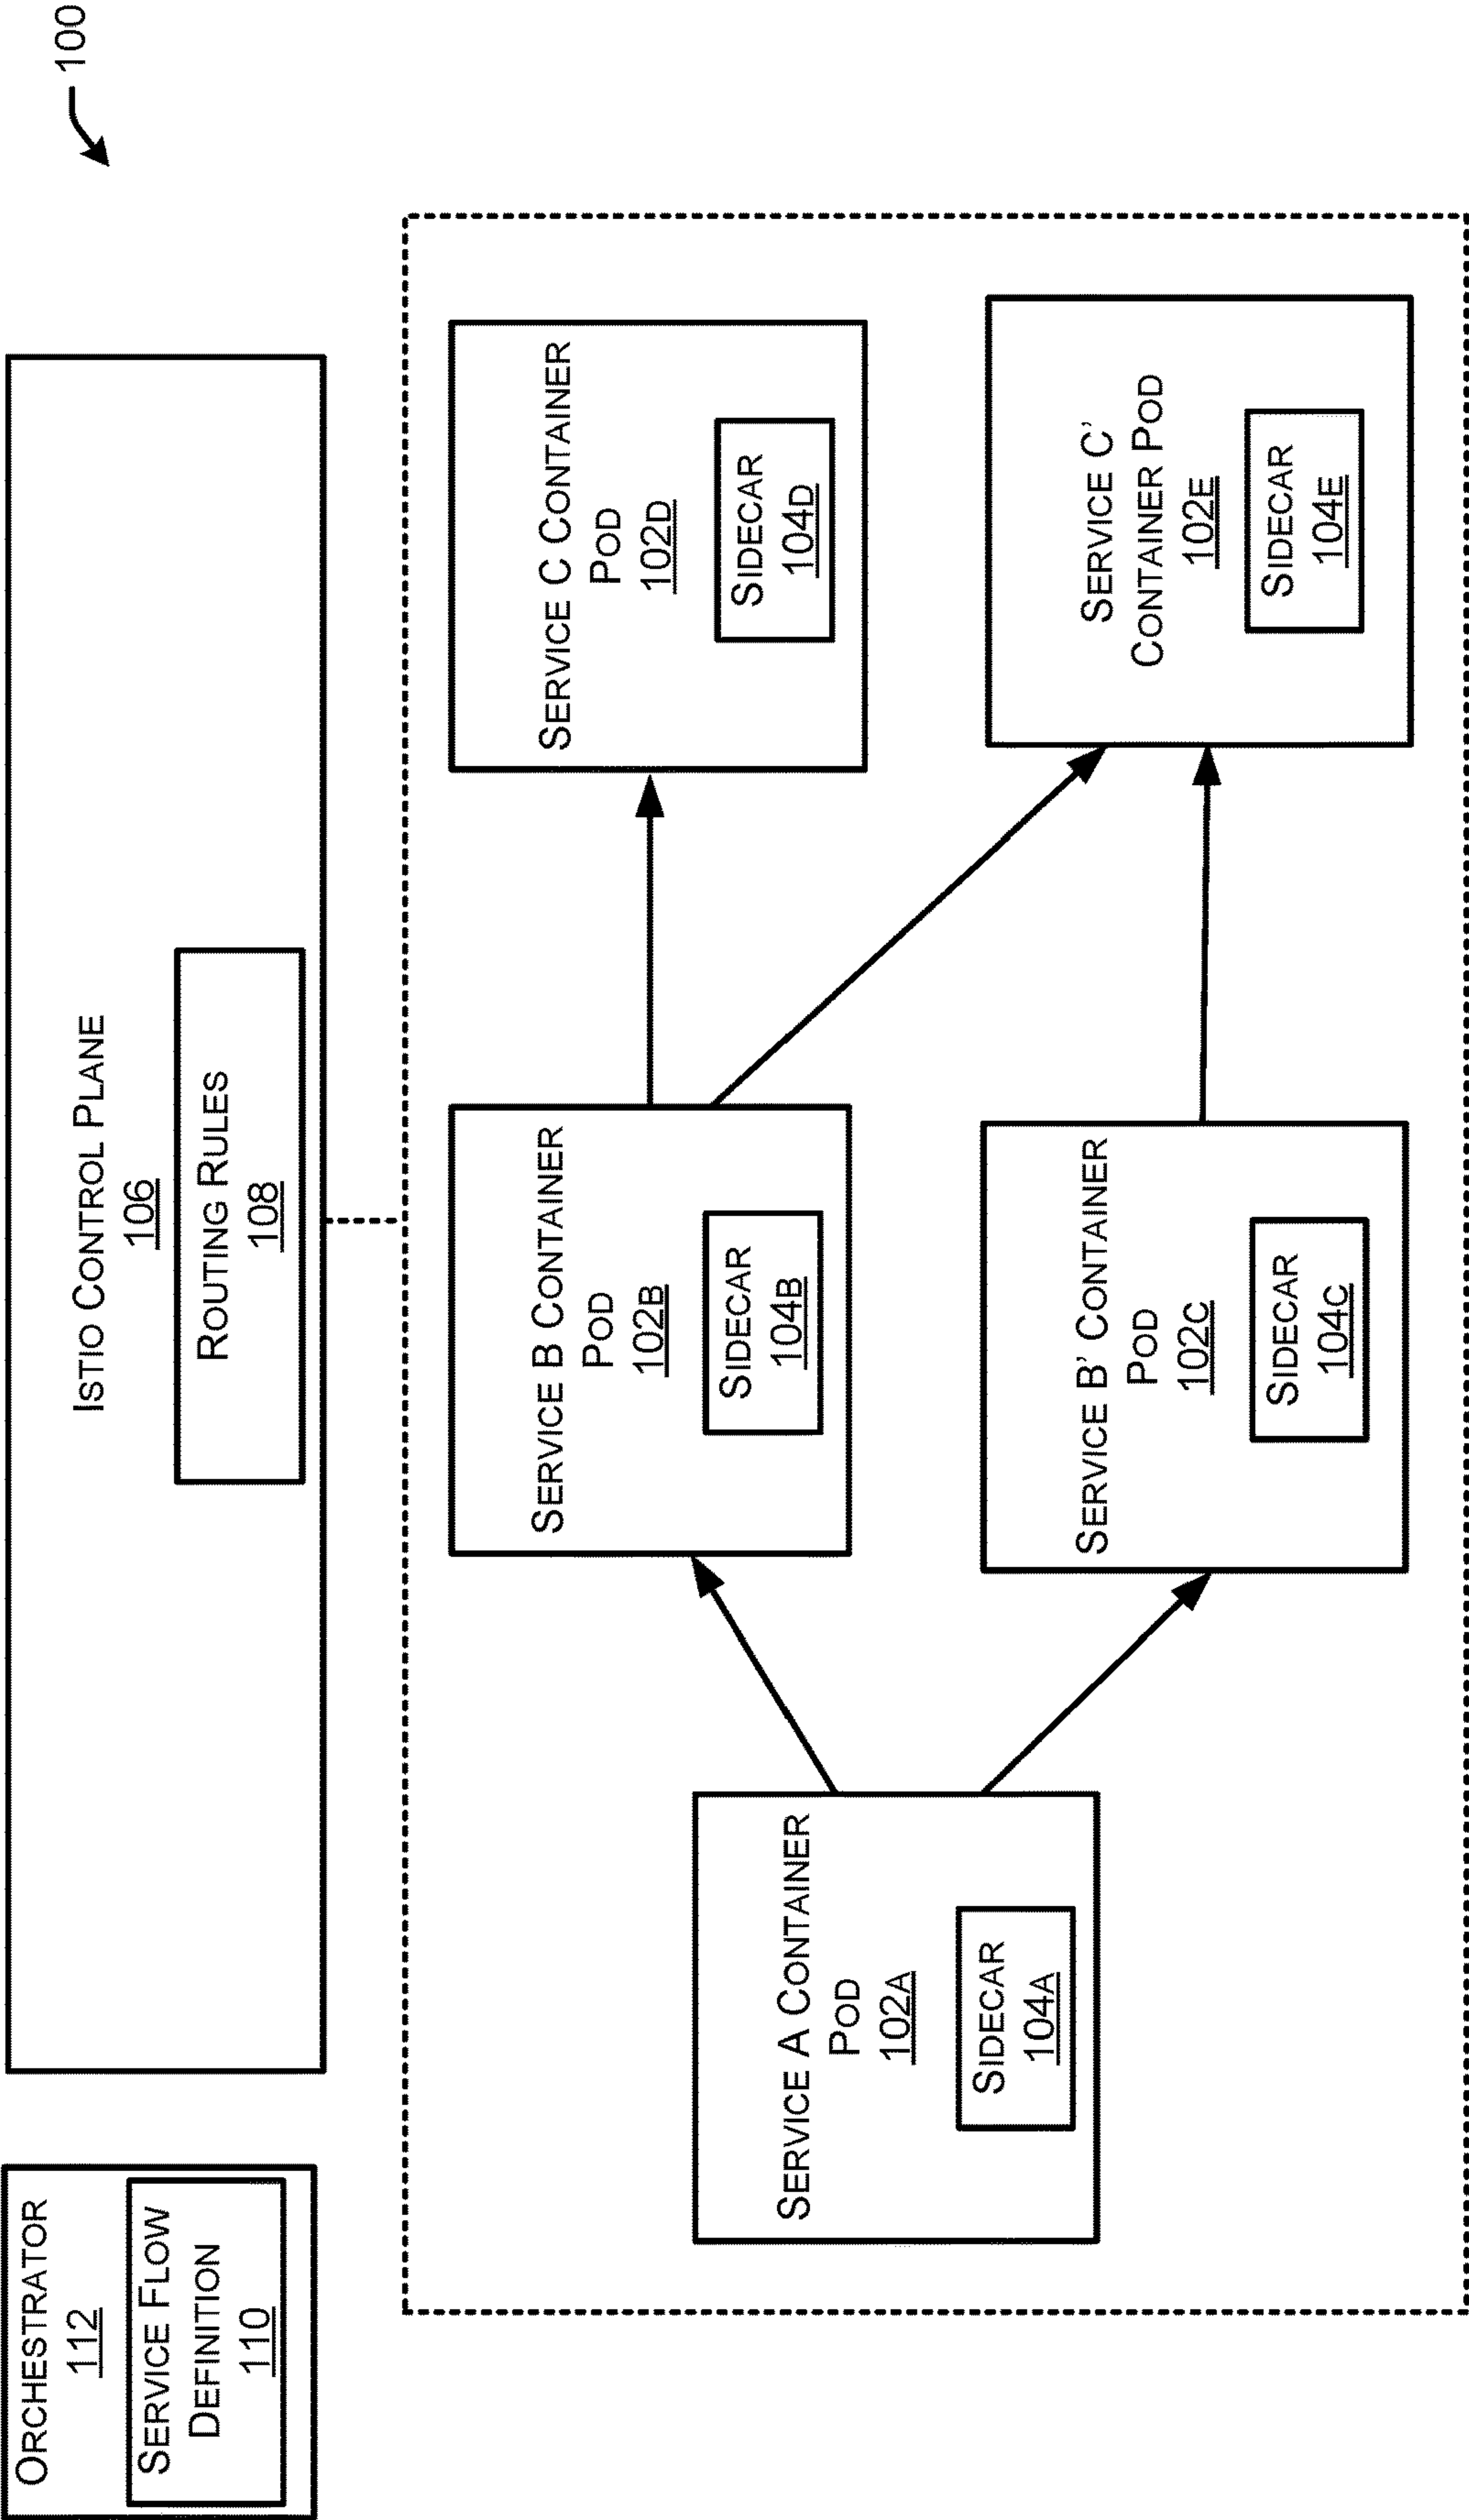 100
ORCHESTRATOR
112
SERVICE FLOW
DEFINITION
110
ISTIO CONTROL PLANE
106
ROUTING RULES
108
SERVICE A CONTAINER
POD
102A
SIDECAR
104A
SERVICE B CONTAINER
POD
102B
SIDECAR
104B
SERVICE B' CONTAINER
POD
102C
SIDECAR
104C
SERVICE C CONTAINER
POD
102D
SIDECAR
104D
SERVICE C'
CONTAINER POD
102E
SIDECAR
104E